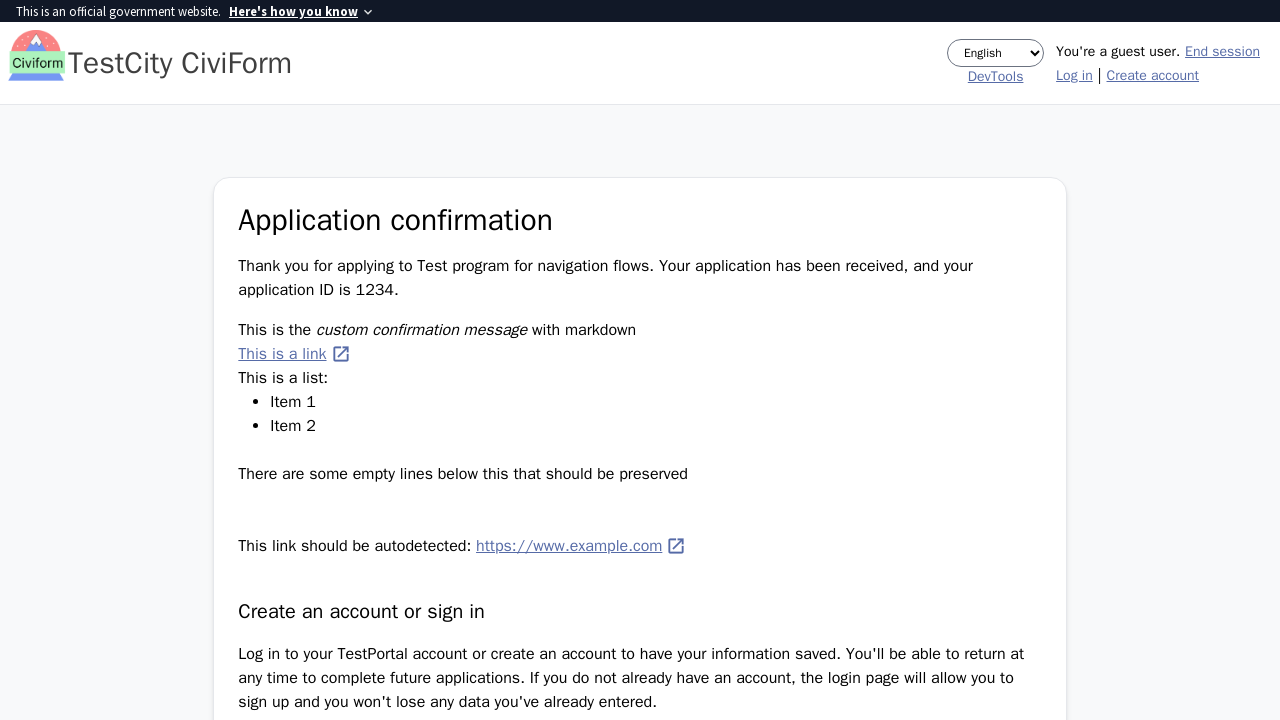 This is an official government website. Here's how you know
Civiform
TestCity CiviForm
English
DevTools
You're a guest user. End session
Log in | Create account
Application confirmation
Thank you for applying to Test program for navigation flows. Your application has been received, and your
application ID is 1234.
This is the custom confirmation message with markdown
This is a link
This is a list:
• Item 1
• Item 2
There are some empty lines below this that should be preserved
This link should be autodetected: https://www.example.com
Create an account or sign in
Log in to your TestPortal account or create an account to have your information saved. You'll be able to return at
any time to complete future applications. If you do not already have an account, the login page will allow you to
sign up and you won't lose any data you've already entered.